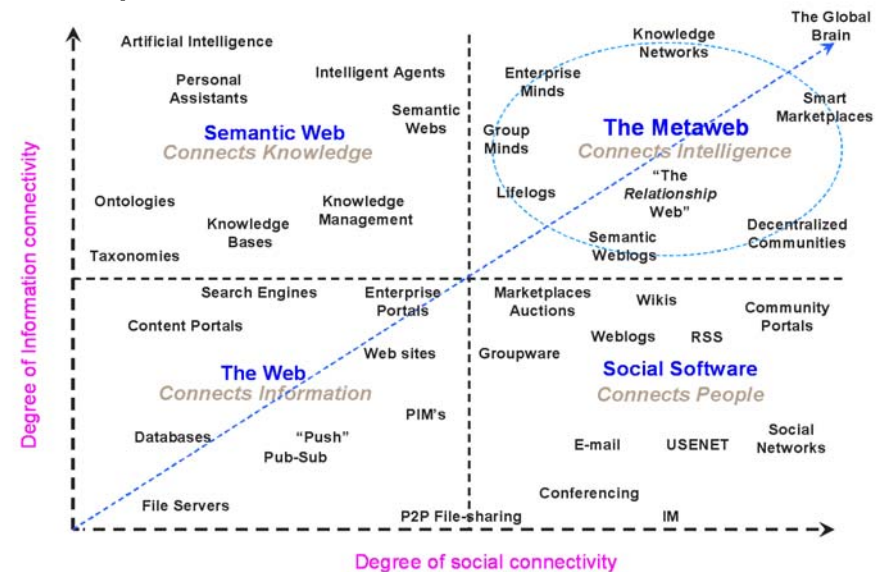 The Global
Brain
Artificial Intelligence
Knowledge
Networks
Personal
Assistants
Intelligent Agents
Enterprise
Minds
Smart
Marketplaces
Semantic
Webs
Semantic Web
Connects Knowledge
Group
Minds
The Metaweb
Connects Intelligence
Lifelogs
“The
Relationship
Web”
Ontologies
Knowledge
Management
Knowledge
Bases
Taxonomies
Semantic
Weblogs
Decentralized
Communities
Search Engines
Enterprise
Portals
Content Portals
Web sites
The Web
Connects Information
PIM's
Databases
“Push”
Pub-Sub
File Servers
P2P File-sharing
Marketplaces
Auctions
Wikis
Community
Portals
Weblogs
RSS
Groupware
Social Software
Connects People
E-mail
USENET
Social
Networks
Conferencing
IM
Degree of Information connectivity
Degree of social connectivity